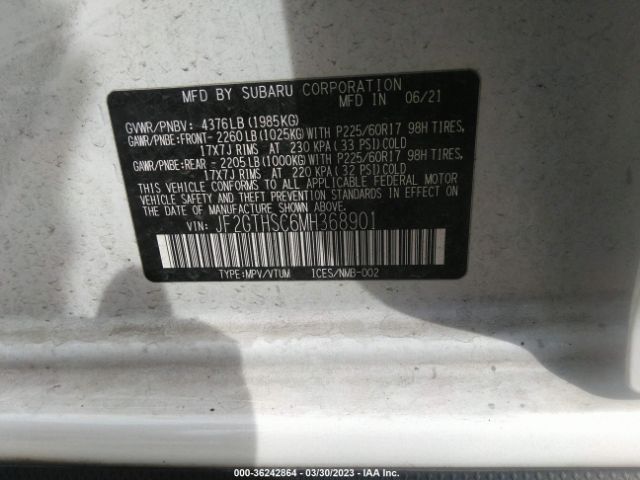 MFD BY SUBARU CORPORATION
MFD IN 06/21
GVWR/PNBV: 4376LB(1985KG)
GAWR/PNBE:FRONT-2260LB(1025KG)WITH P225/60R17 98H TIRES,
17X7J RIMS AT 230 KPA (33 PSI)COLD
GAWR/PNBE:REAR - 2205LB(1000KG)WITH P225/60R17 98H TIRES,
17X7J RIMS AT 220 KPA (32 PSI)COLD
THIS VEHICLE CONFORMS TO ALL APPLICABLE FEDERAL MOTOR
VEHICLE SAFETY AND THEFT PREVENTION STANDARDS IN EFFECT
ON THE DATE OF MANUFACTURE SHOWN ABOVE.
VIN: JF2GTHSC6MH368901
TYPE:MPV/VTUM ICES/NMB-002
000-36242864 - 03/30/2023 - IAA Inc.